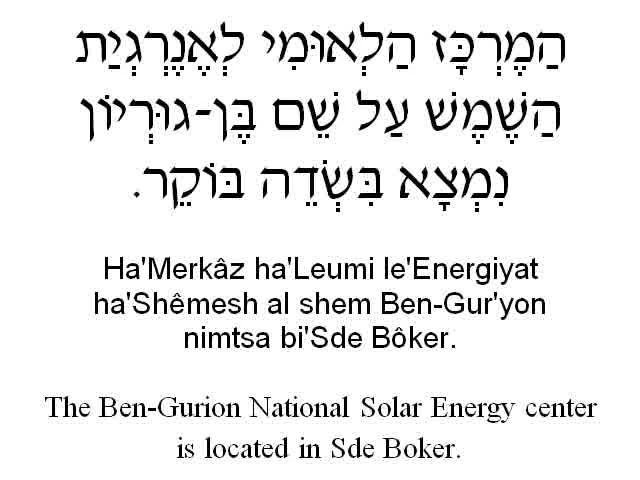 הַמֶּרְכָּז הַלְאוּמִי לְאֶנֶרְגְיַת
הַשֶּׁמֶשׁ עַל שֵׁם בֶּן-גוּרְיוֹן
נִמְצָא בִּשְׂדֵה בּוֹקֵר.
Ha'Merkâz ha'Leumi le'Energiyat
ha'Shêmesh al shem Ben-Gur'yon
nimtsa bi'Sde Bôker.
The Ben-Gurion National Solar Energy center
is located in Sde Boker.